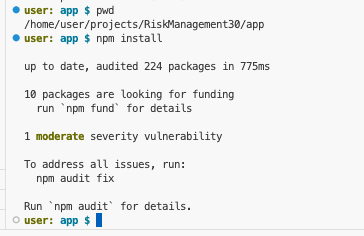 user: app $ pwd
/home/user/projects/RiskManagement30/app
user: app $ npm install
up to date, audited 224 packages in 775ms
10 packages are looking for funding
run `npm fund` for details
1 moderate severity vulnerability
To address all issues, run:
npm audit fix
Run `npm audit` for details.
user: app $